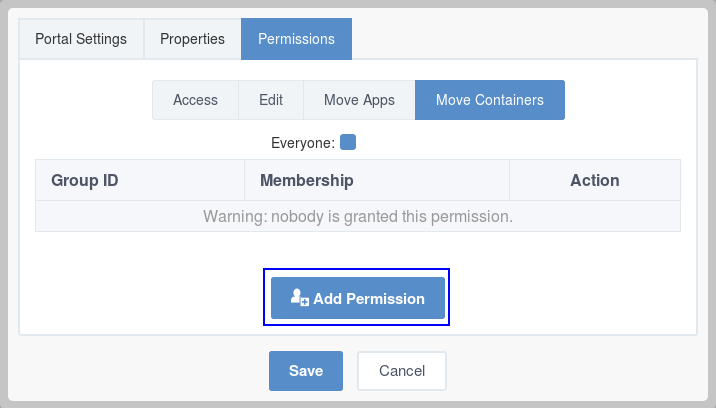 Portal Settings Properties Permissions
Access Edit Move Apps Move Containers
Everyone:
Group ID Membership Action
Warning: nobody is granted this permission.
Add Permission
Save Cancel